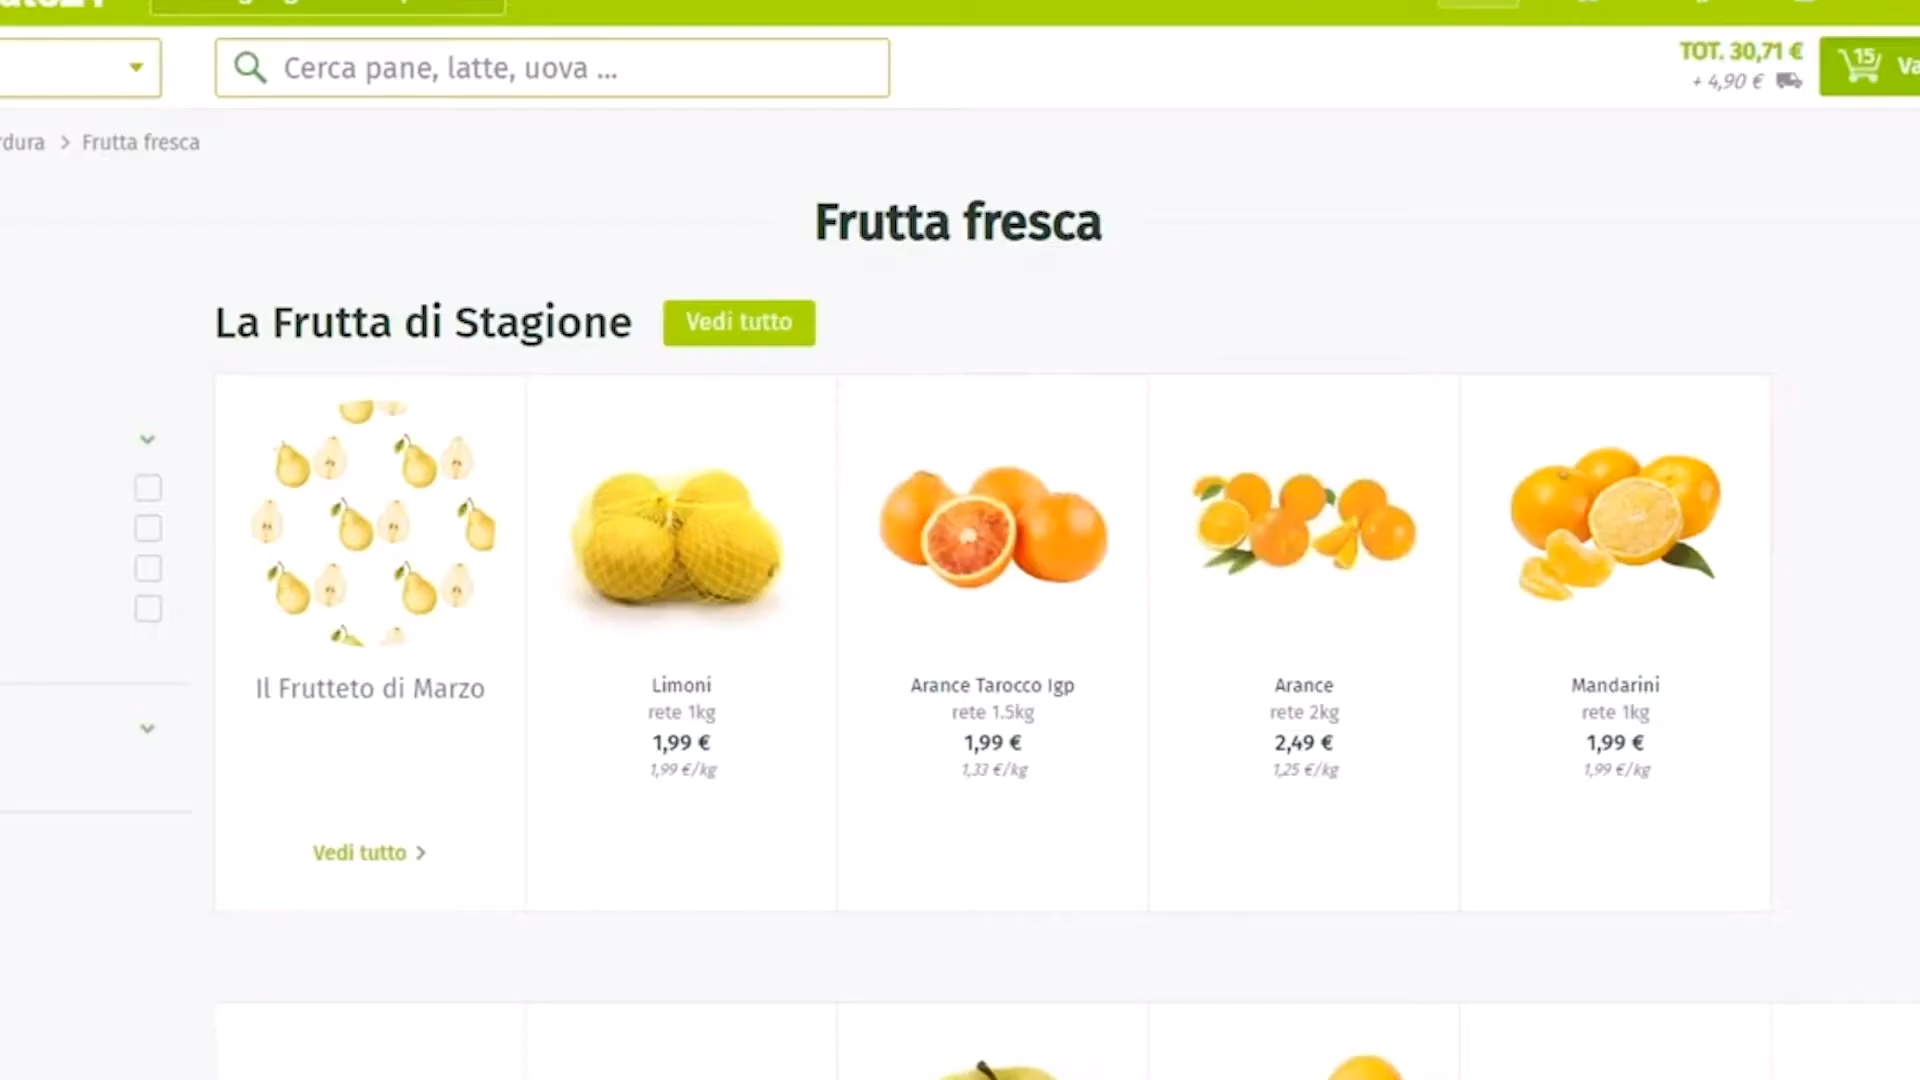 Cerca pane, latte, uova ...
TOT. 30,71 €
+ 4,90 €
15
Frutta fresca
Frutta fresca
La Frutta di Stagione
Vedi tutto
Il Frutteto di Marzo
Vedi tutto
Limoni
rete 1kg
1,99 €
1,99 €/kg
Arance Tarocco Igp
rete 1.5kg
1,99 €
1,33 €/kg
Arance
rete 2kg
2,49 €
1,25 €/kg
Mandarini
rete 1kg
1,99 €
1,99 €/kg